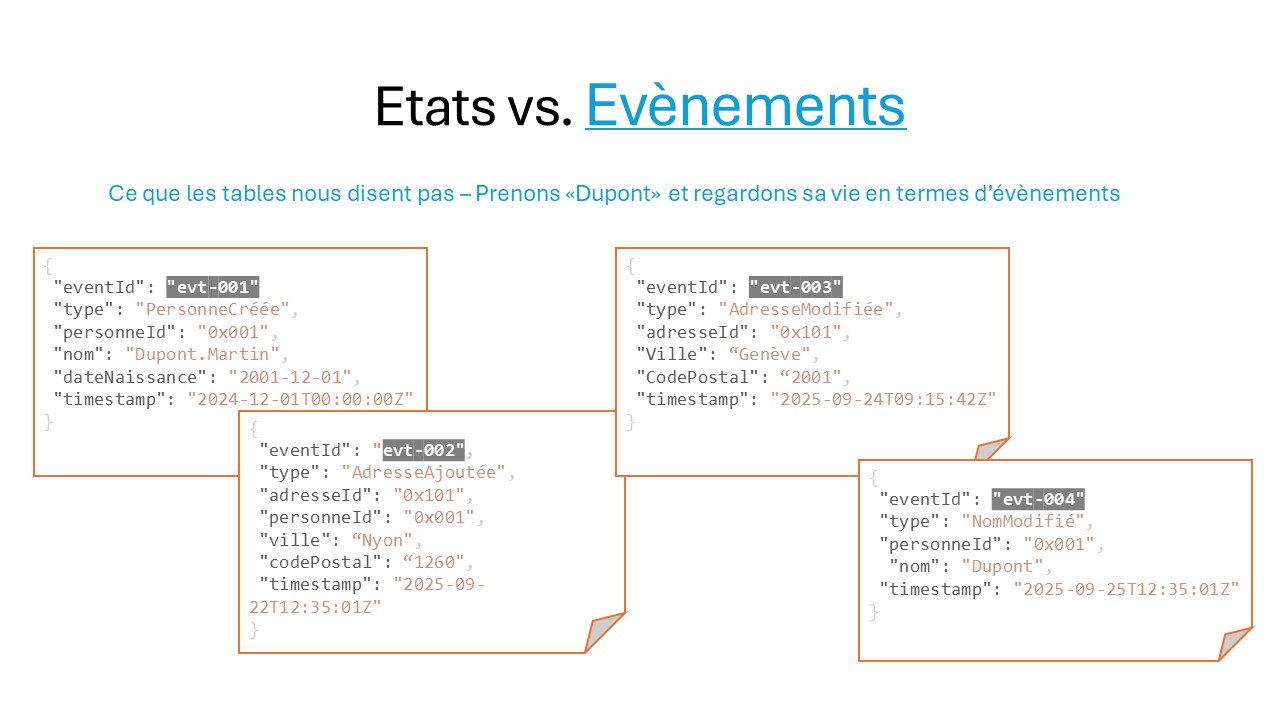 Etats vs. Evènements
Ce que les tables nous disent pas – Prenons «Dupont» et regardons sa vie en termes d’évènements
{
"eventId": "evt-001"
"type": "PersonneCréée",
"personneId": "0x001",
"nom": "Dupont.Martin",
"dateNaissance": "2001-12-01",
"timestamp": "2024-12-01T00:00:00Z"
}
{
"eventId": "evt-002",
"type": "AdresseAjoutée",
"adresseId": "0x101",
"personneId": "0x001",
"ville": “Nyon",
"codePostal": “1260",
"timestamp": "2025-09-
22T12:35:01Z"
}
{
"eventId": "evt-003"
"type": "AdresseModifiée",
"adresseId": "0x101",
"Ville": “Genève",
"CodePostal": “2001",
"timestamp": "2025-09-24T09:15:42Z"
}
{
"eventId": "evt-004"
"type": "NomModifié",
"personneId": "0x001",
"nom": "Dupont",
"timestamp": "2025-09-25T12:35:01Z"
}